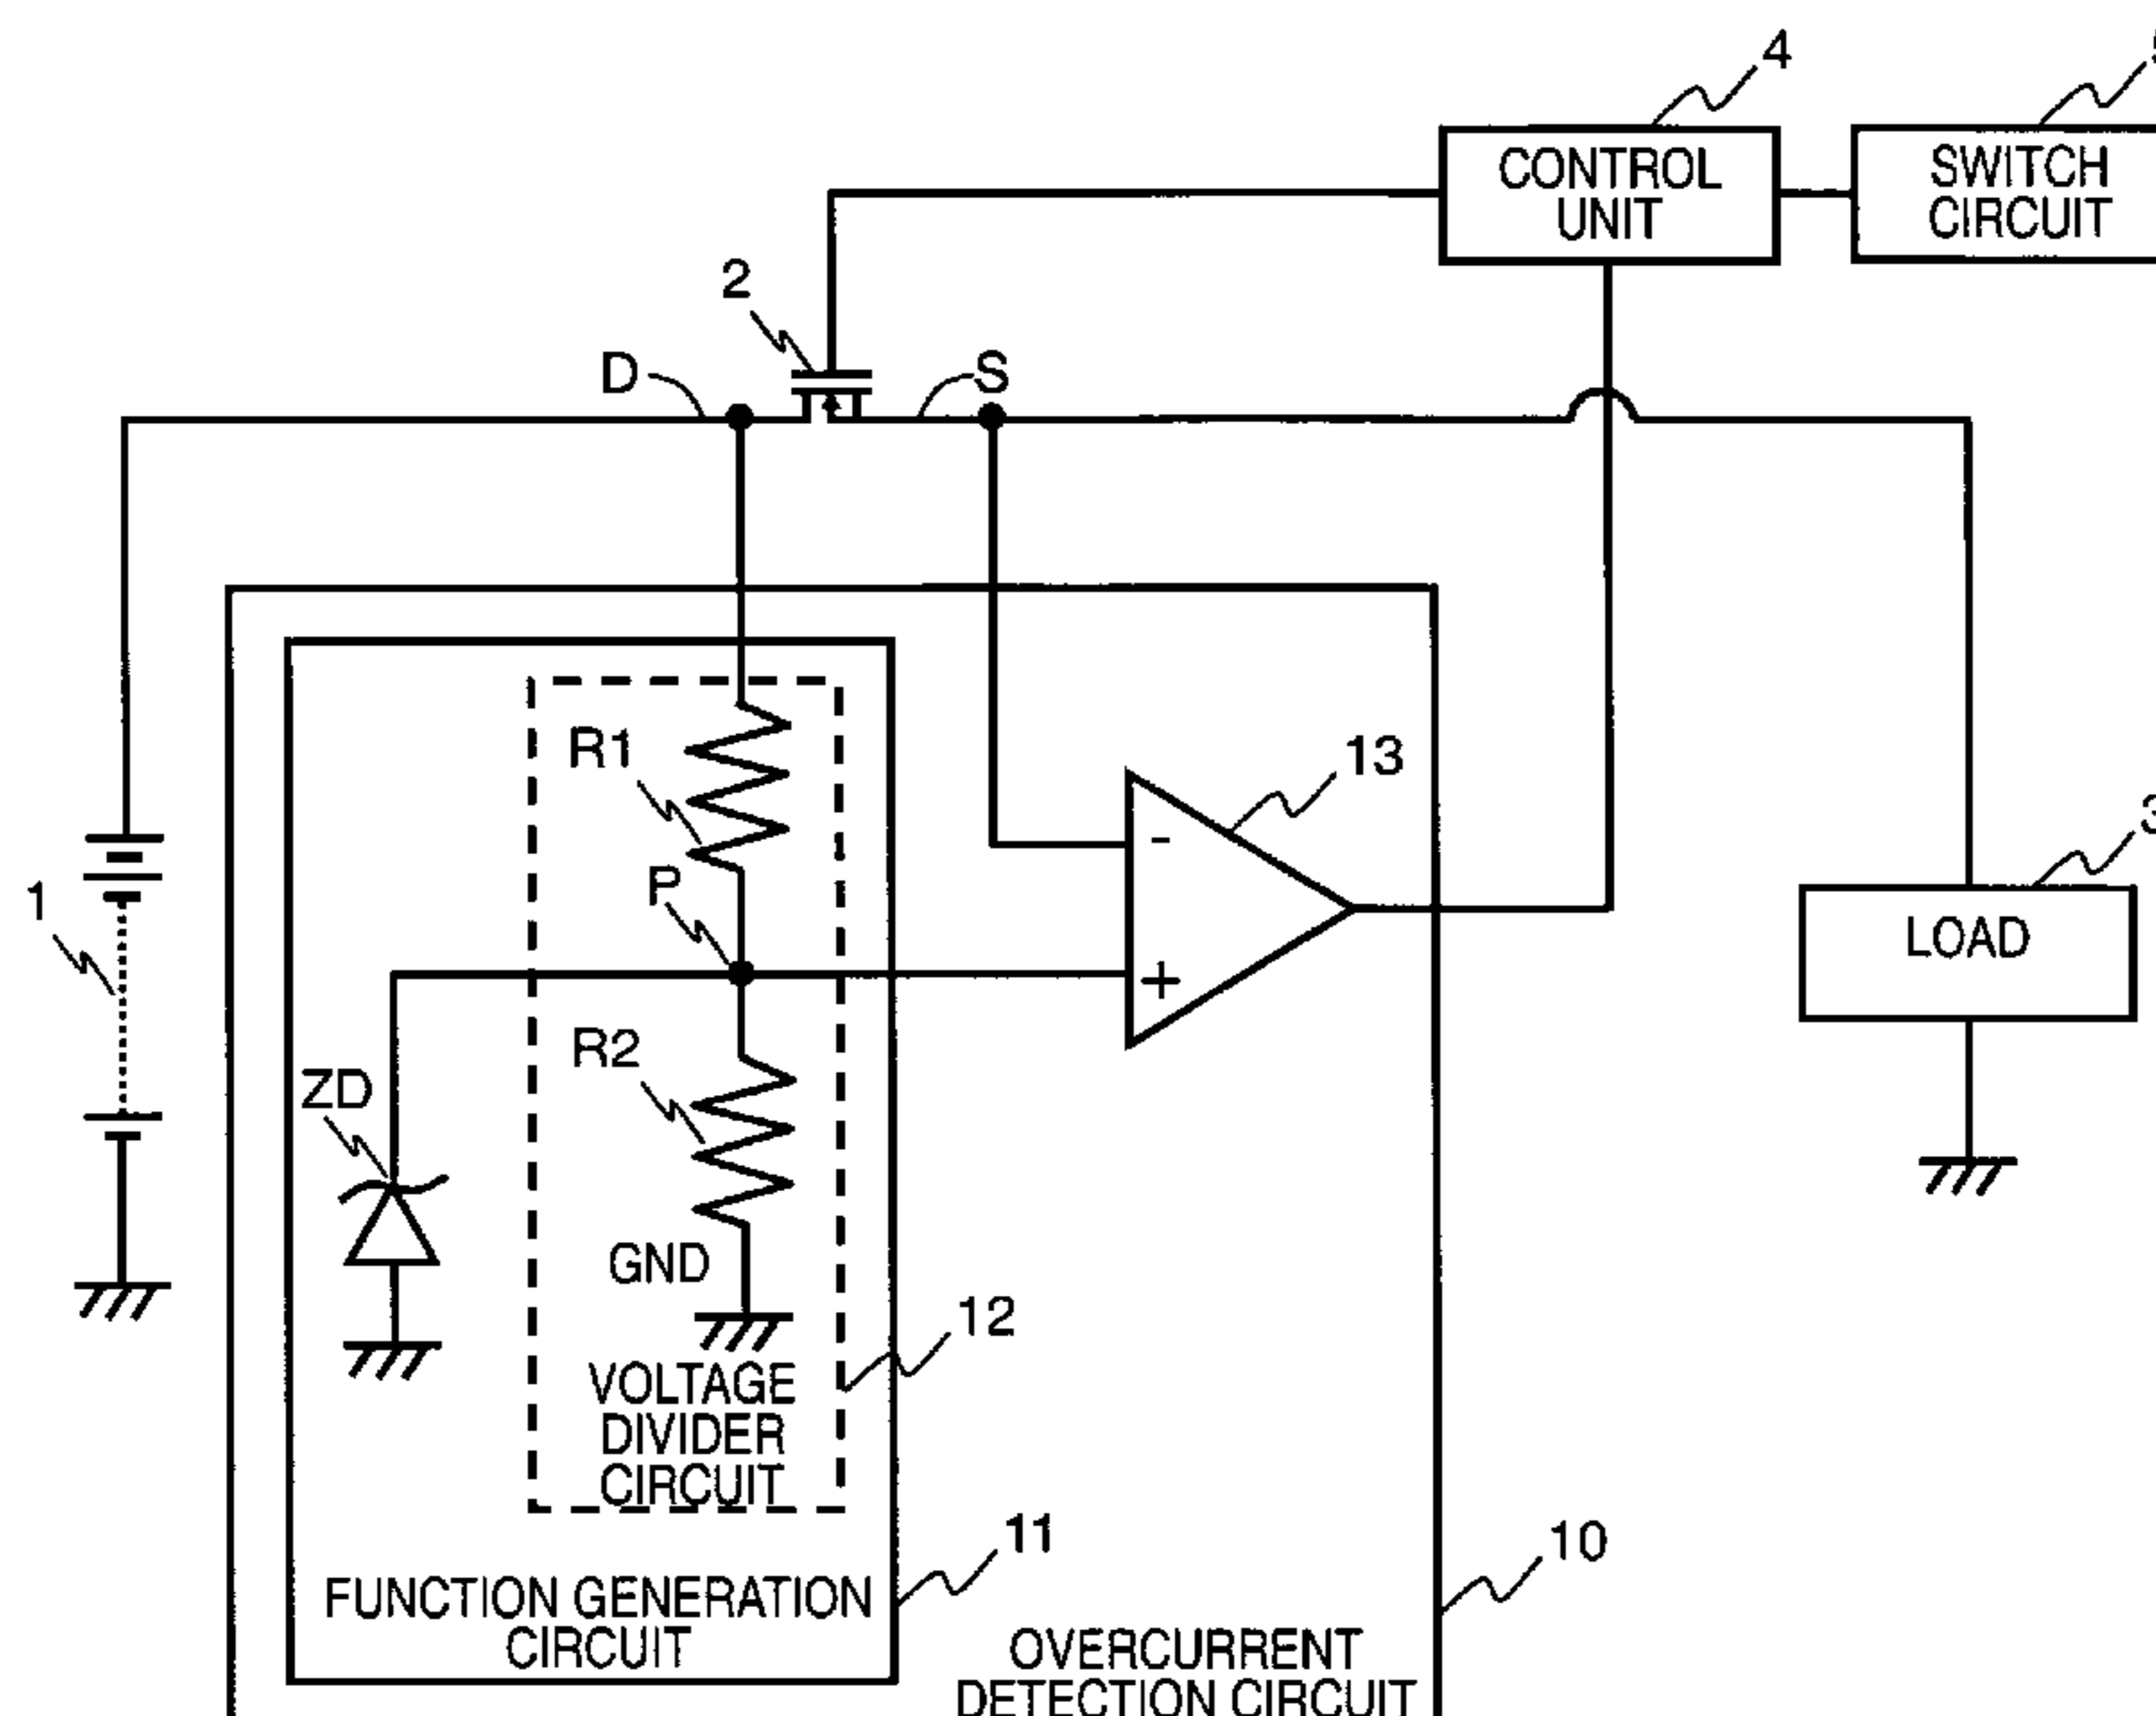 4
CONTROL
UNIT
SWITCH
CIRCUIT
2
D
S
R1
13
P
1
3
LOAD
-
+
R2
ZD
GND
12
VOLTAGE
DIVIDER
CIRCUIT
11
10
FUNCTION GENERATION
CIRCUIT
OVERCURRENT
DETECTION CIRCUIT